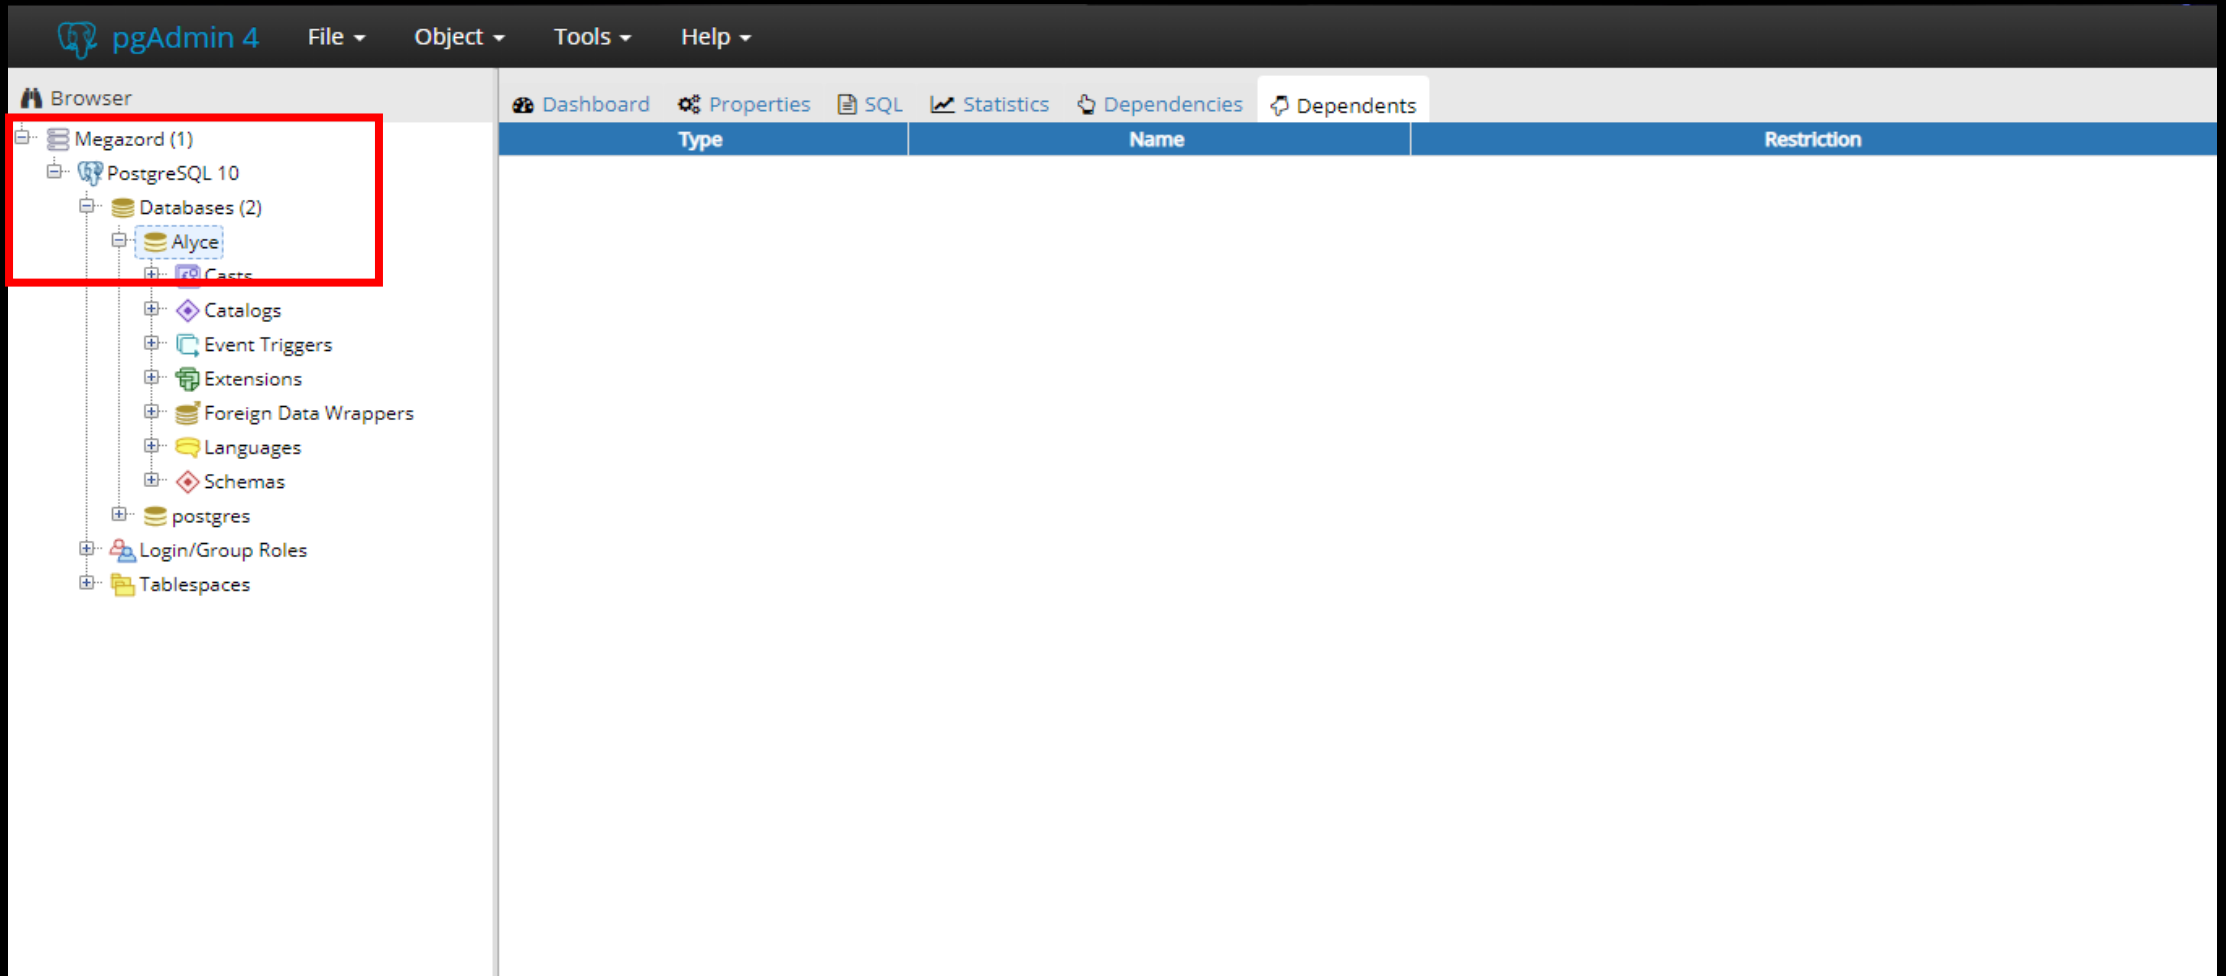 pgAdmin 4 File Object Tools Help
Browser
Dashboard Properties SQL Statistics Dependencies Dependents
Type Name Restriction
Megazord (1)
PostgreSQL 10
Databases (2)
Alyce
Casts
Catalogs
Event Triggers
Extensions
Foreign Data Wrappers
Languages
Schemas
postgres
Login/Group Roles
Tablespaces